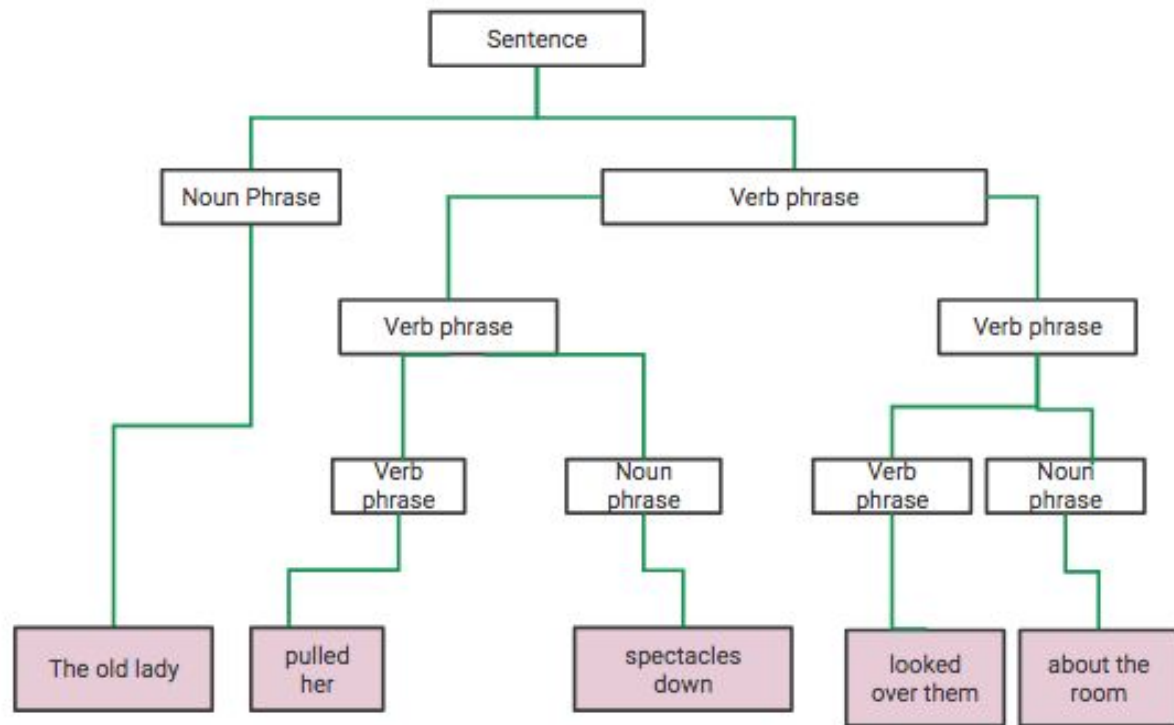 Sentence
Noun Phrase
Verb phrase
Verb phrase
Verb phrase
Verb
phrase
Noun
phrase
Verb
phrase
Noun
phrase
The old lady
pulled
her
spectacles
down
looked
over them
about the
room